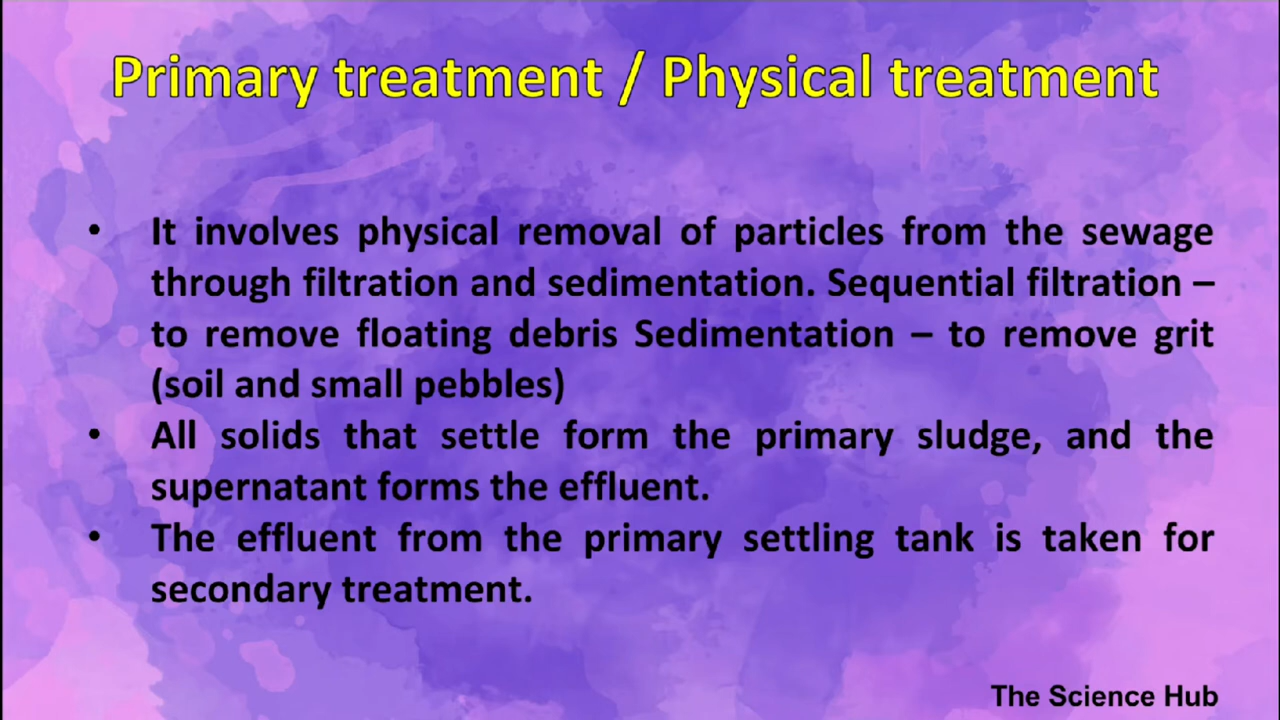 Primary treatment / Physical treatment
• It involves physical removal of particles from the sewage
through filtration and sedimentation. Sequential filtration –
to remove floating debris Sedimentation – to remove grit
(soil and small pebbles)
• All solids that settle form the primary sludge, and the
supernatant forms the effluent.
• The effluent from the primary settling tank is taken for
secondary treatment.
The Science Hub